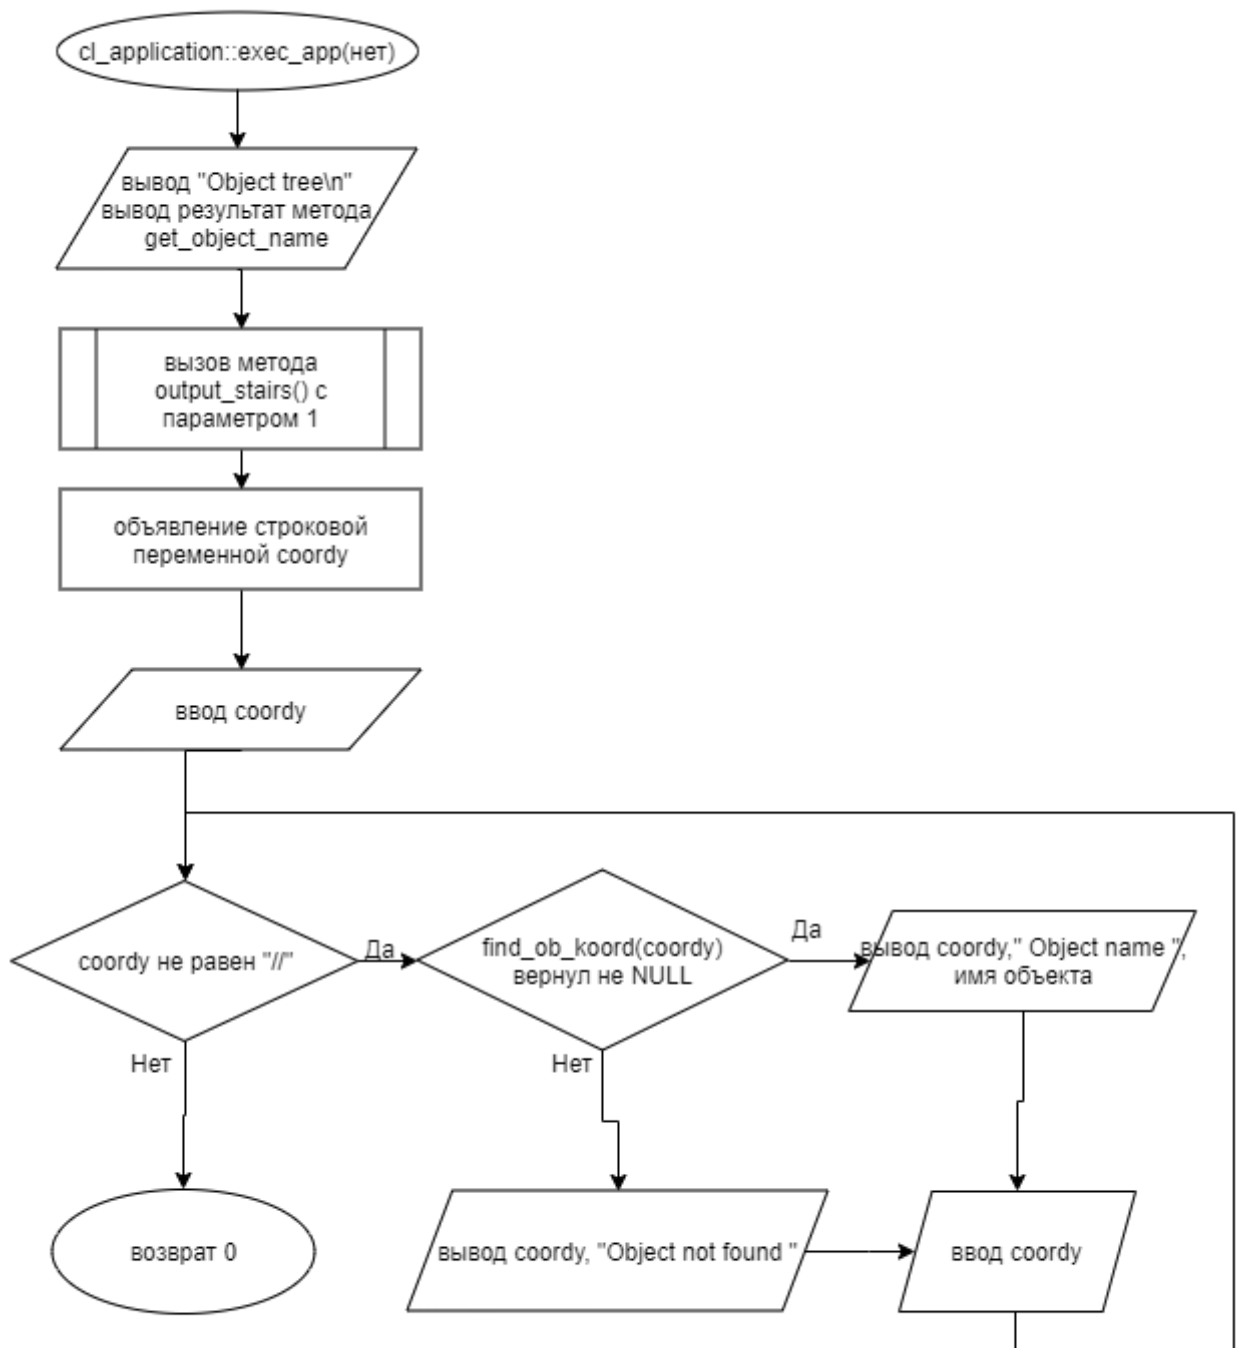 cl_application::exec_app(нет)
вывод "Object tree\n"
вывод результат метода
get_object_name
вызов метода
output_stairs() с
параметром 1
объявление строковой
переменной coordy
ввод coordy
coordy не равен "//"
Да
find_ob_koord(coordy)
вернул не NULL
Да
вывод coordy," Object name ",
имя объекта
Нет
Нет
возврат 0
вывод coordy, "Object not found "
ввод coordy